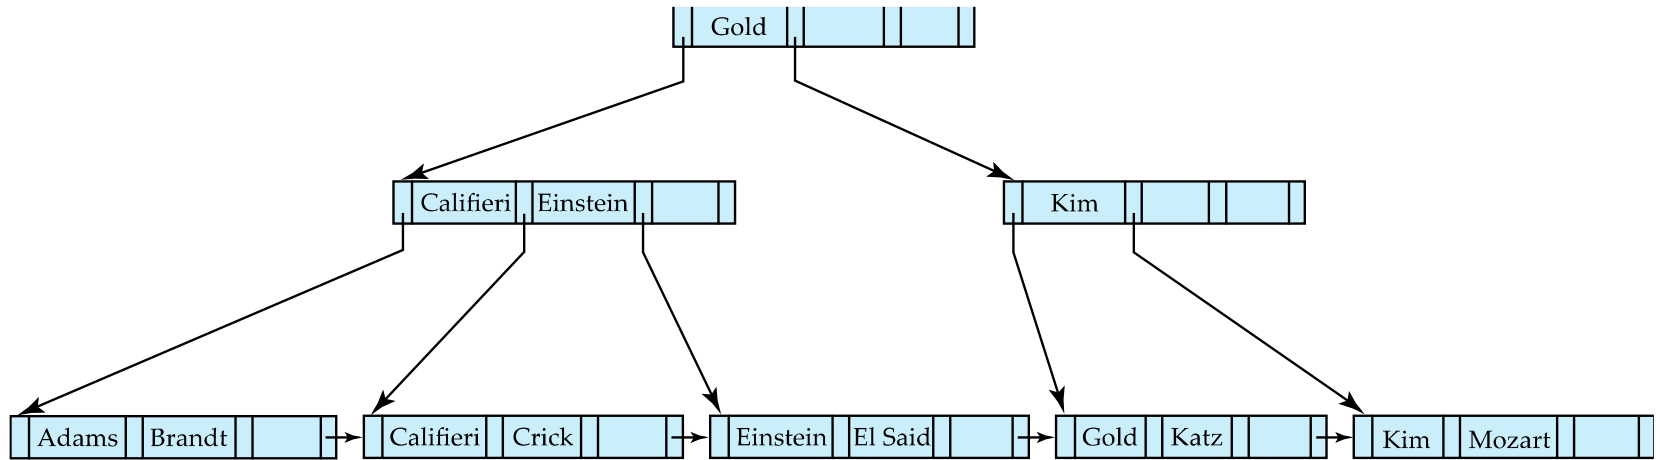 Gold
Califieri Einstein
Kim
Adams Brandt
Califieri Crick
Einstein El Said
Gold Katz
Kim Mozart